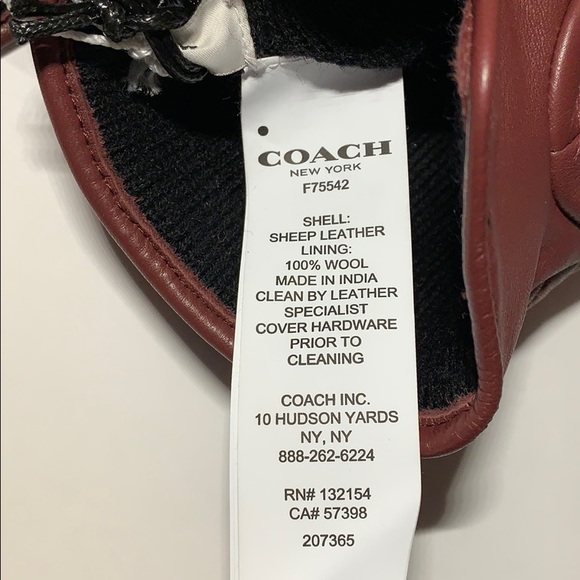 COACH
NEW YORK
F75542
SHELL:
SHEEP LEATHER
LINING:
100% WOOL
MADE IN INDIA
CLEAN BY LEATHER
SPECIALIST
COVER HARDWARE
PRIOR TO
CLEANING
COACH INC.
10 HUDSON YARDS
NY, NY
888-262-6224
RN# 132154
CA# 57398
207365